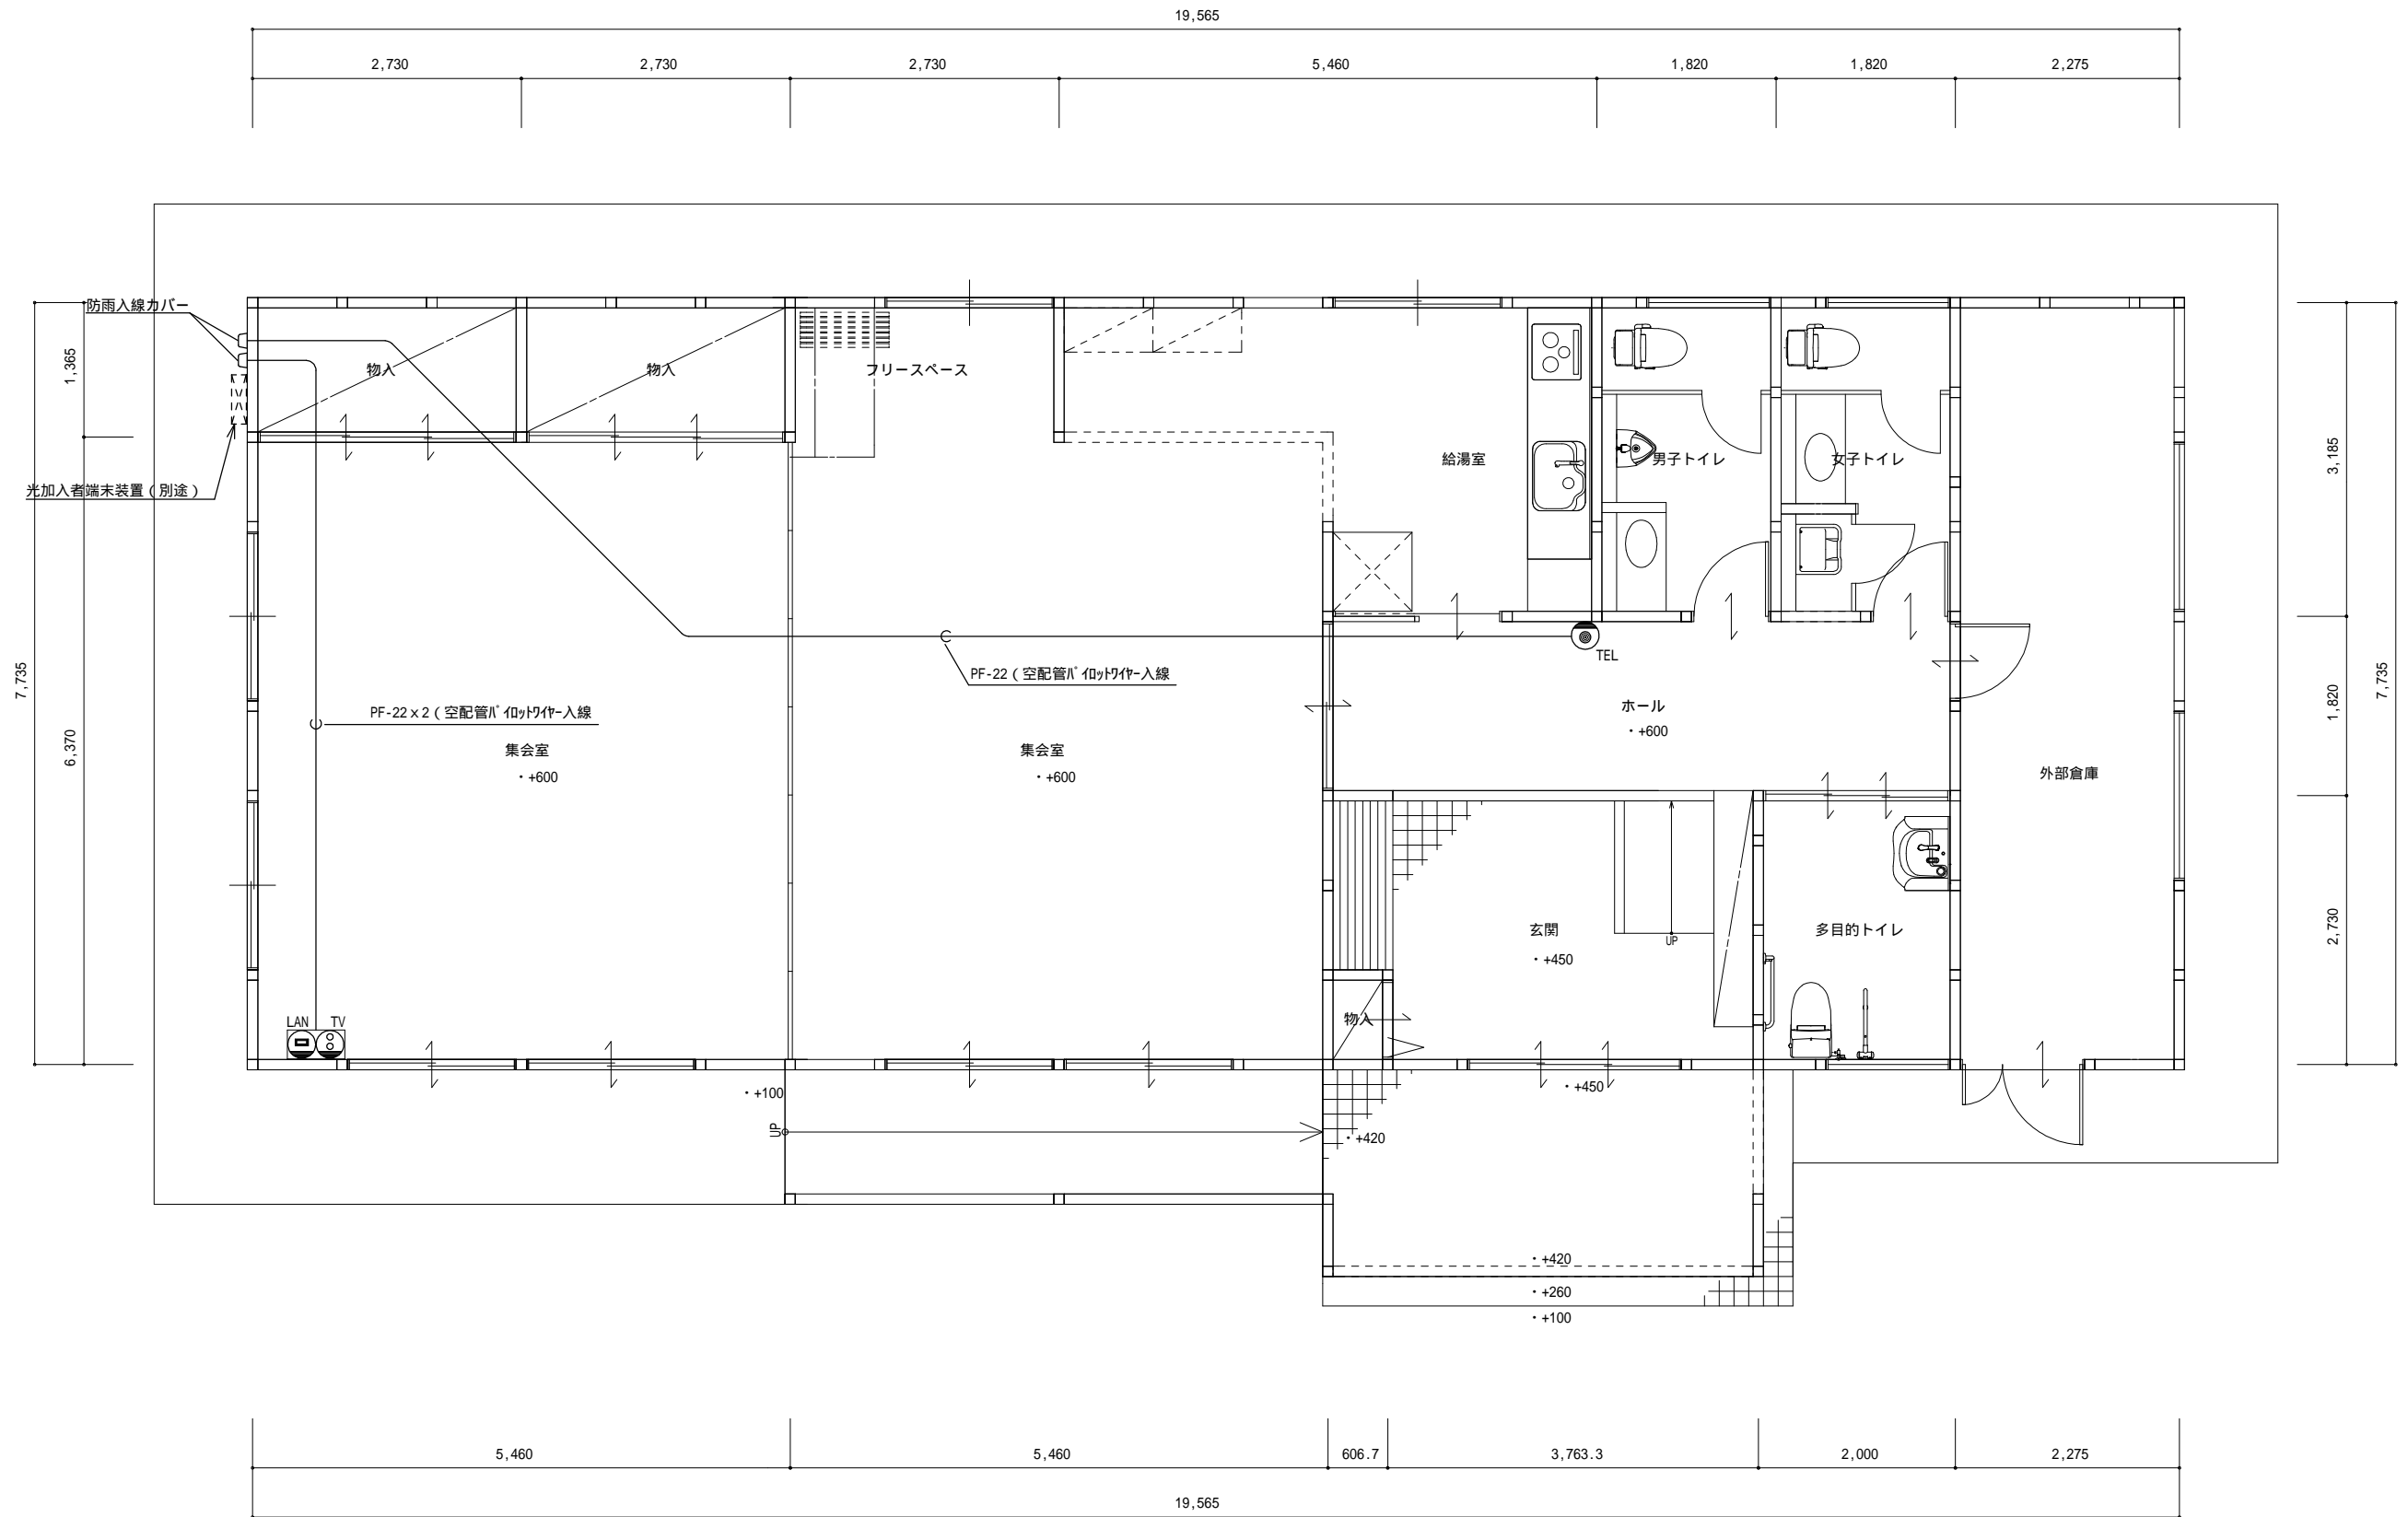 19,565
2,730
2,730
2,730
5,460
1,820
1,820
2,275
防雨入線カバー
1,365
物入
物入
フリースペース
給湯室
男子トイレ
女子トイレ
3,185
光加入者端末装置（別途）
TEL
PF-22（空配管ﾊﾟｲﾛｯﾄﾜｲﾔｰ入線
7,735
7,735
PF-22×2（空配管ﾊﾟｲﾛｯﾄﾜｲﾔｰ入線
ホール
・+600
1,820
6,370
集会室
・+600
集会室
・+600
外部倉庫
玄関
・+450
UP
多目的トイレ
2,730
LAN
TV
物入
・+100
・+450
UP
・+420
・+420
・+260
・+100
5,460
5,460
606.7
3,763.3
2,000
2,275
19,565